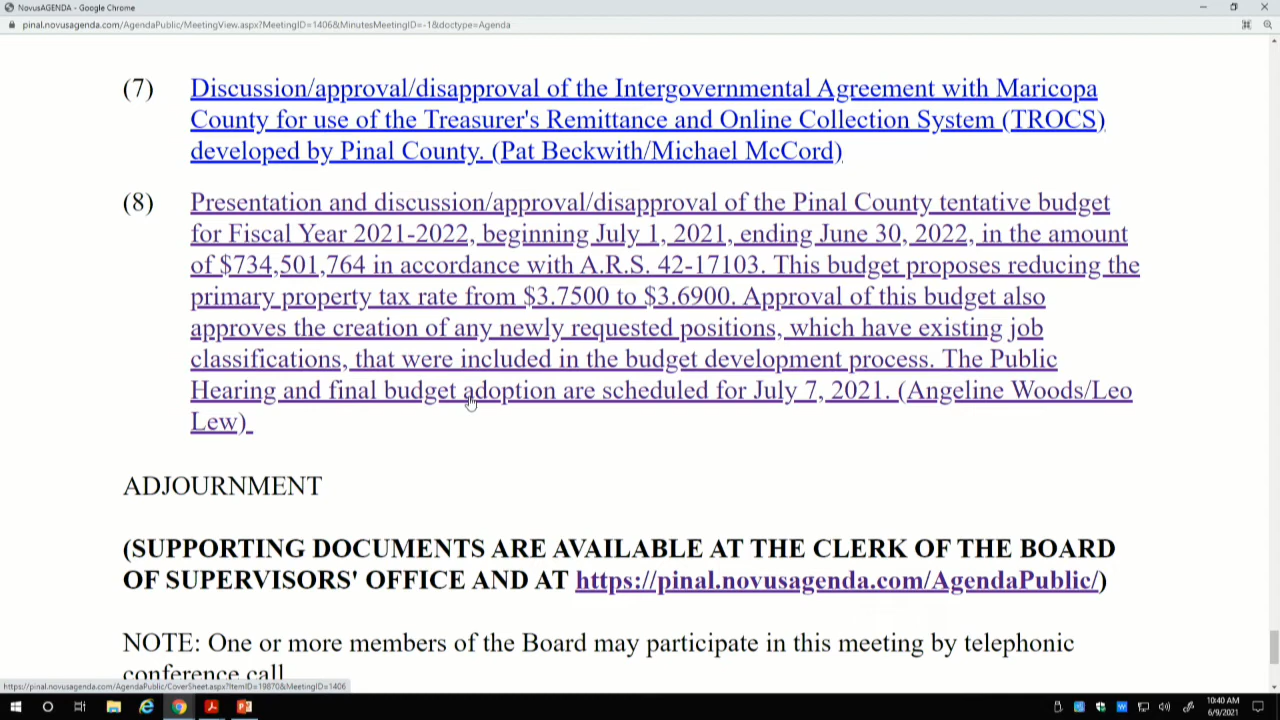 NovusAGENDA - Google Chrome
pinal.novusagenda.com/AgendaPublic/MeetingView.aspx?MeetingID=1406&MinutesMeetingID=-1&doctype=Agenda
(7) Discussion/approval/disapproval of the Intergovernmental Agreement with Maricopa
County for use of the Treasurer's Remittance and Online Collection System (TROCS)
developed by Pinal County. (Pat Beckwith/Michael McCord)
(8) Presentation and discussion/approval/disapproval of the Pinal County tentative budget
for Fiscal Year 2021-2022, beginning July 1, 2021, ending June 30, 2022, in the amount
of $734,501,764 in accordance with A.R.S. 42-17103. This budget proposes reducing the
primary property tax rate from $3.7500 to $3.6900. Approval of this budget also
approves the creation of any newly requested positions, which have existing job
classifications, that were included in the budget development process. The Public
Hearing and final budget adoption are scheduled for July 7, 2021. (Angeline Woods/Leo
Lew)
ADJOURNMENT
(SUPPORTING DOCUMENTS ARE AVAILABLE AT THE CLERK OF THE BOARD
OF SUPERVISORS' OFFICE AND AT https://pinal.novusagenda.com/AgendaPublic/)
NOTE: One or more members of the Board may participate in this meeting by telephonic
conference call
https://pinal.novusagenda.com/AgendaPublic/CoverSheet.aspx?ItemID=19870&MeetingID=1406
10:40 AM
6/9/2021